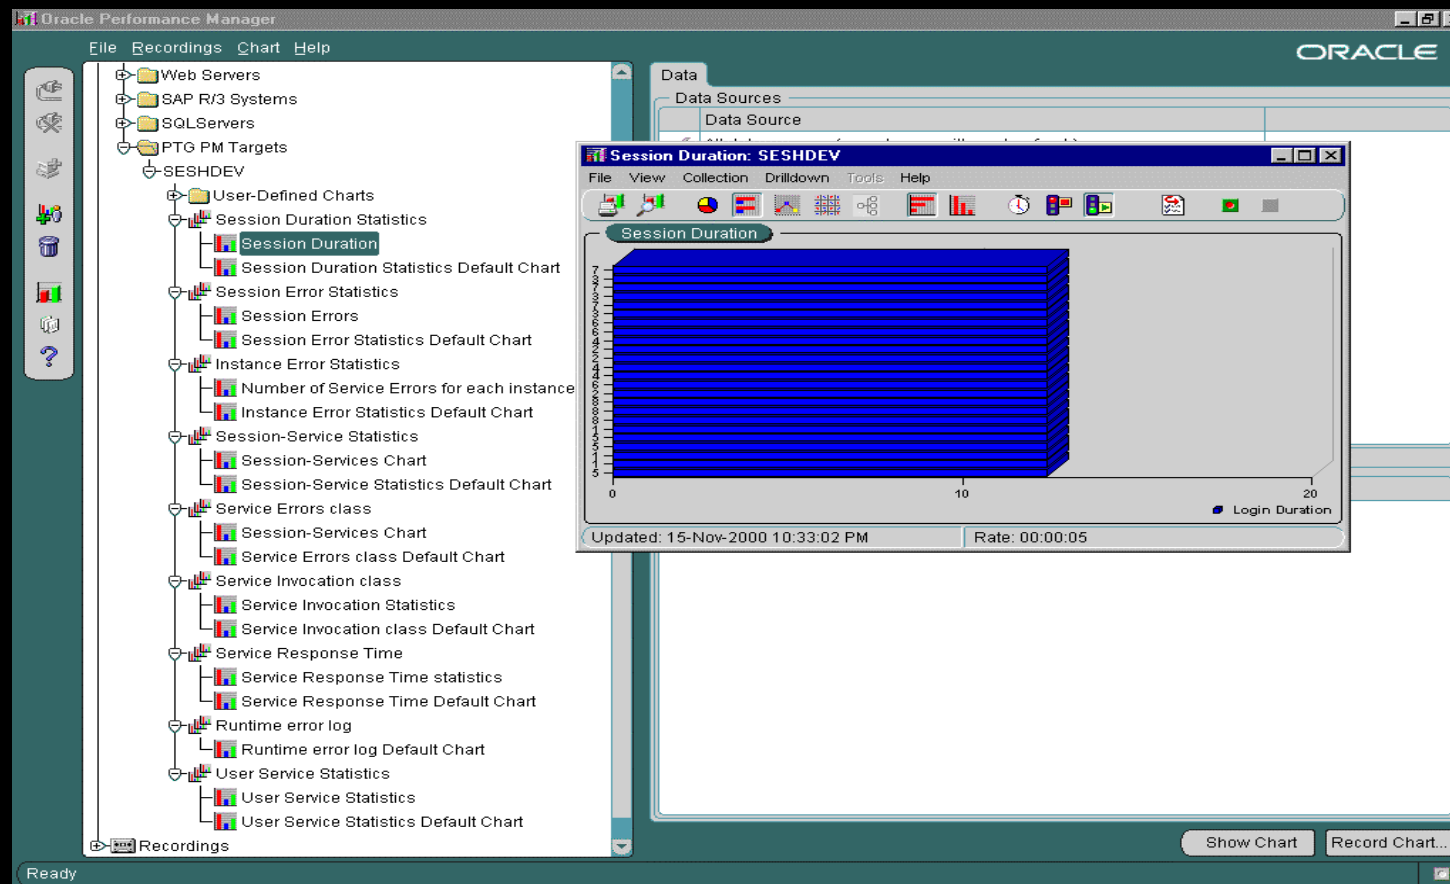 Oracle Performance Manager
File Recordings Chart Help
ORACLE
Web Servers
SAP R/3 Systems
SQLServers
PTG PM Targets
SESHDEV
User-Defined Charts
Session Duration Statistics
Session Duration
Session Duration Statistics Default Chart
Session Error Statistics
Session Errors
Session Error Statistics Default Chart
Instance Error Statistics
Number of Service Errors for each instance
Instance Error Statistics Default Chart
Session-Service Statistics
Session-Services Chart
Session-Service Statistics Default Chart
Service Errors class
Session-Services Chart
Service Errors class Default Chart
Service Invocation class
Service Invocation Statistics
Service Invocation class Default Chart
Service Response Time
Service Response Time statistics
Service Response Time Default Chart
Runtime error log
Runtime error log Default Chart
User Service Statistics
User Service Statistics
User Service Statistics Default Chart
Recordings
Data
Data Sources
Data Source
Session Duration: SESHDEV
File View Collection Drilldown Tools Help
Session Duration
0 10 20
Login Duration
Updated: 15-Nov-2000 10:33:02 PM Rate: 00:00:05
Show Chart Record Chart...
Ready